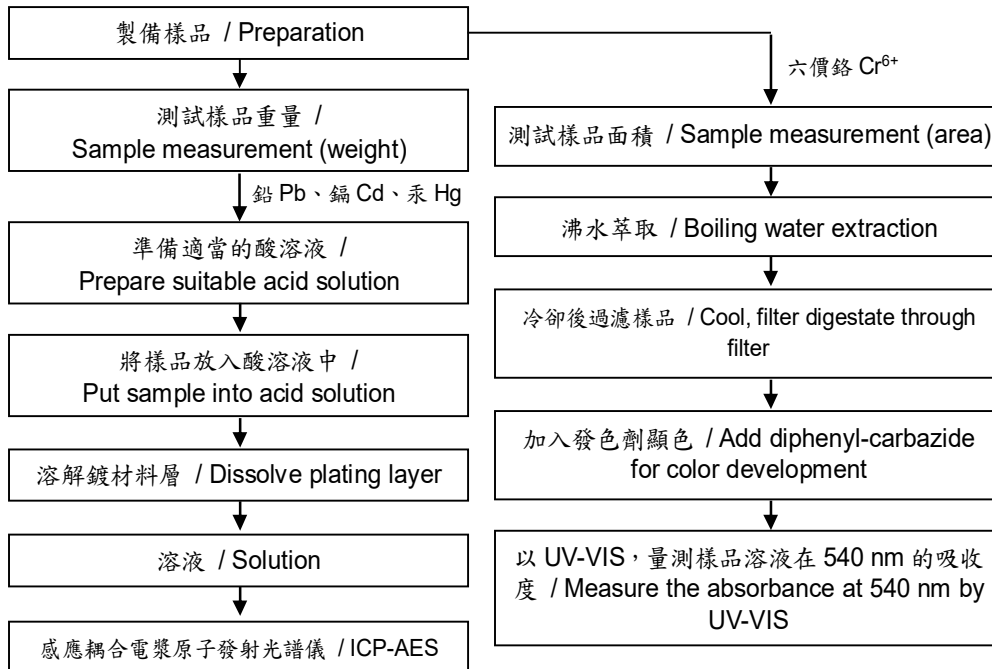 製備樣品 / Preparation
測試樣品重量 /
Sample measurement (weight)
鉛 Pb、鎘 Cd、汞 Hg
準備適當的酸溶液 /
Prepare suitable acid solution
將樣品放入酸溶液中 /
Put sample into acid solution
溶解鍍材料層 / Dissolve plating layer
溶液 / Solution
感應耦合電漿原子發射光譜儀 / ICP-AES
六價鉻 Cr⁶⁺
測試樣品面積 / Sample measurement (area)
沸水萃取 / Boiling water extraction
冷卻後過濾樣品 / Cool, filter digestate through
filter
加入發色劑顯色 / Add diphenyl-carbazide
for color development
以 UV-VIS，量測樣品溶液在 540 nm 的吸收
度 / Measure the absorbance at 540 nm by
UV-VIS